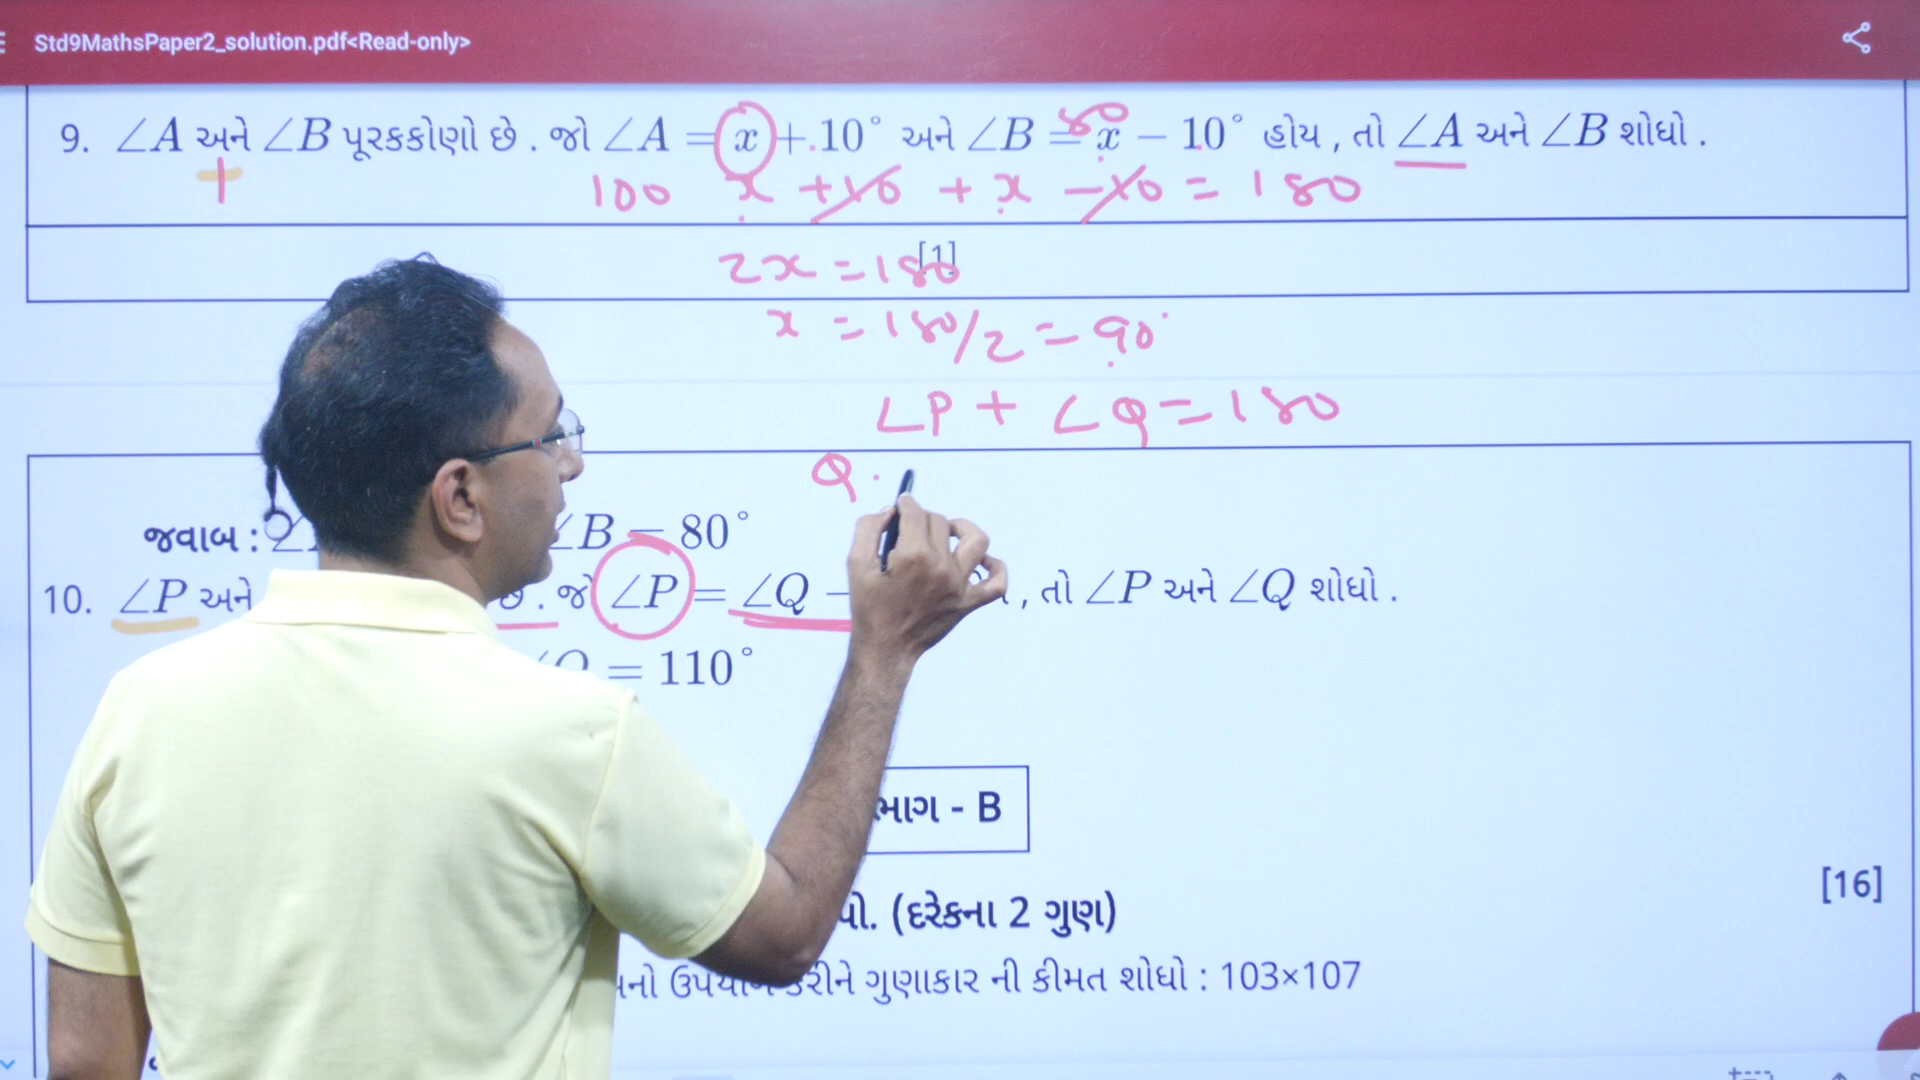 Std9MathsPaper2_solution.pdf<Read-only>
9. ∠A અને ∠B પૂરકકોણો છે . જો ∠A = x + 10° અને ∠B = x − 10° હોય , તો ∠A અને ∠B શોધો .
80
+
100 x + 10 + x − 10 = 180
[1]
2x = 180
x = 180/2 = 90°
∠P + ∠Q = 180
Q
જવાબ : ∠ ∠B = 80°
10. ∠P અને છે . જો ∠P = ∠Q − , તો ∠P અને ∠Q શોધો .
= 110°
- B
[16]
(દરેકના 2 ગુણ)
ગુણાકાર ની કીમત શોધો : 103×107